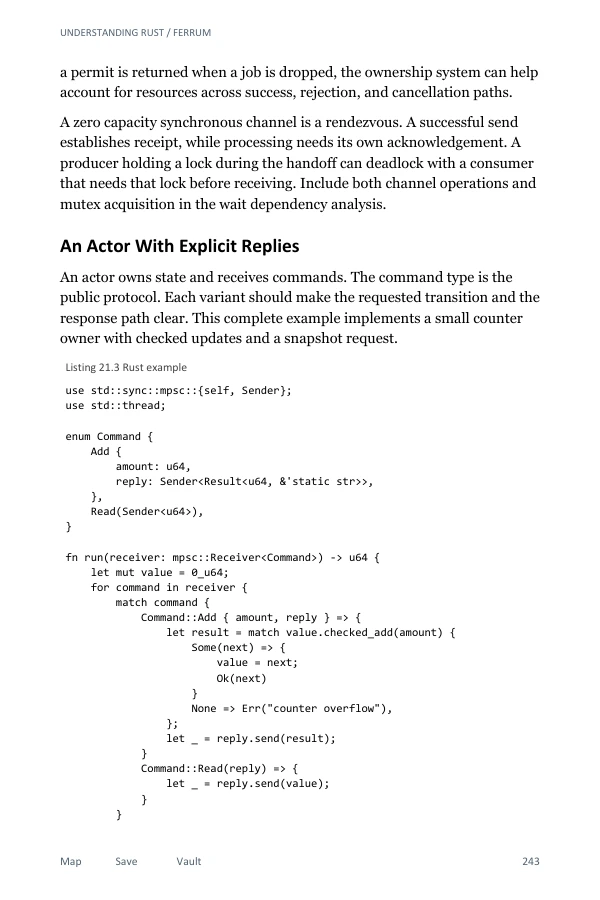 UNDERSTANDING RUST / FERRUM
a permit is returned when a job is dropped, the ownership system can help
account for resources across success, rejection, and cancellation paths.
A zero capacity synchronous channel is a rendezvous. A successful send
establishes receipt, while processing needs its own acknowledgement. A
producer holding a lock during the handoff can deadlock with a consumer
that needs that lock before receiving. Include both channel operations and
mutex acquisition in the wait dependency analysis.
An Actor With Explicit Replies
An actor owns state and receives commands. The command type is the
public protocol. Each variant should make the requested transition and the
response path clear. This complete example implements a small counter
owner with checked updates and a snapshot request.
Listing 21.3 Rust example
use std::sync::mpsc::{self, Sender};
use std::thread;
enum Command {
    Add {
        amount: u64,
        reply: Sender<Result<u64, &'static str>>,
    },
    Read(Sender<u64>),
}
fn run(receiver: mpsc::Receiver<Command>) -> u64 {
    let mut value = 0_u64;
    for command in receiver {
        match command {
            Command::Add { amount, reply } => {
                let result = match value.checked_add(amount) {
                    Some(next) => {
                        value = next;
                        Ok(next)
                    }
                    None => Err("counter overflow"),
                };
                let _ = reply.send(result);
            }
            Command::Read(reply) => {
                let _ = reply.send(value);
            }
        }
Map Save Vault 243